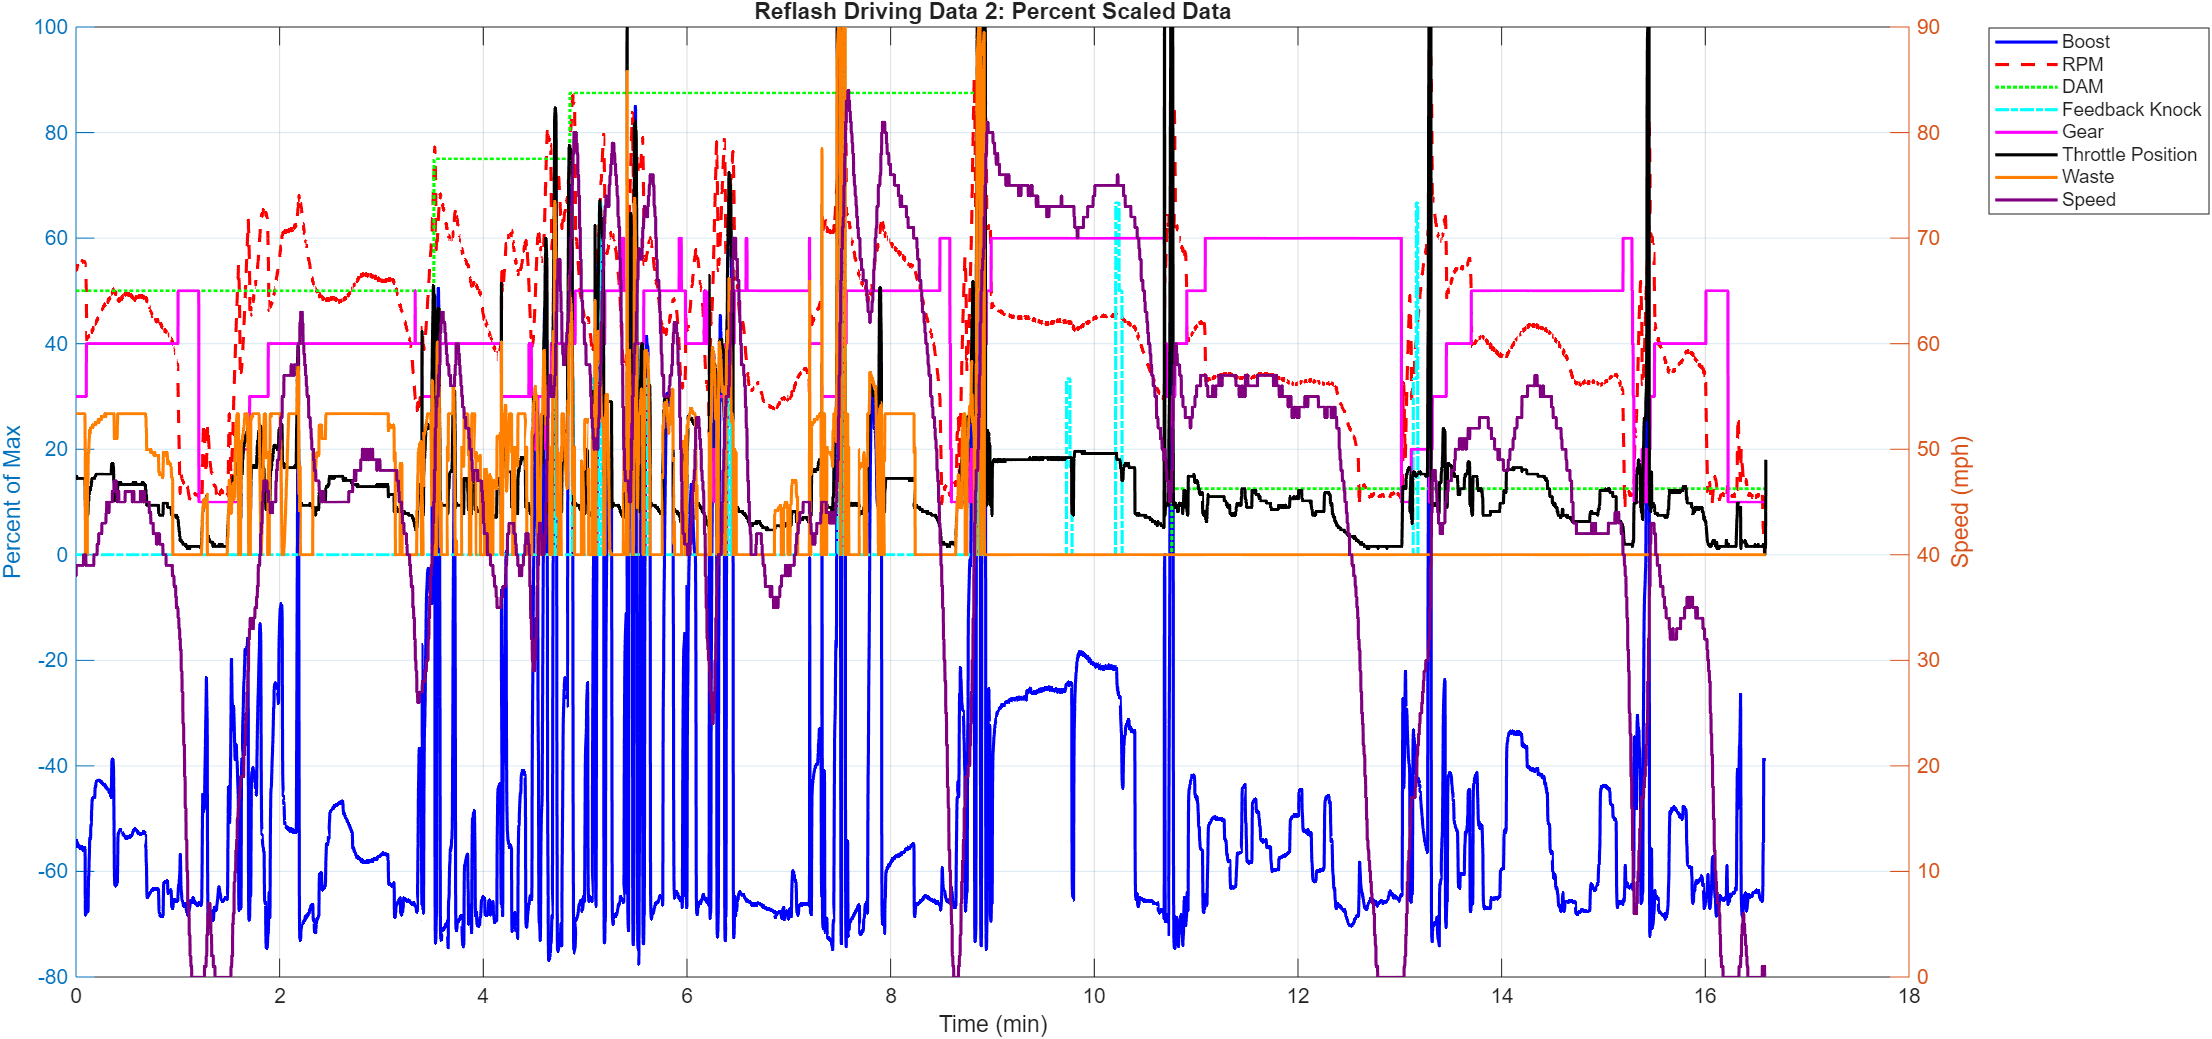 Reflash Driving Data 2: Percent Scaled Data
100
80
60
40
20
0
-20
-40
-60
-80
Percent of Max
90
80
70
60
50
40
30
20
10
0
Speed (mph)
0 2 4 6 8 10 12 14 16 18
Time (min)
Boost
RPM
DAM
Feedback Knock
Gear
Throttle Position
Waste
Speed